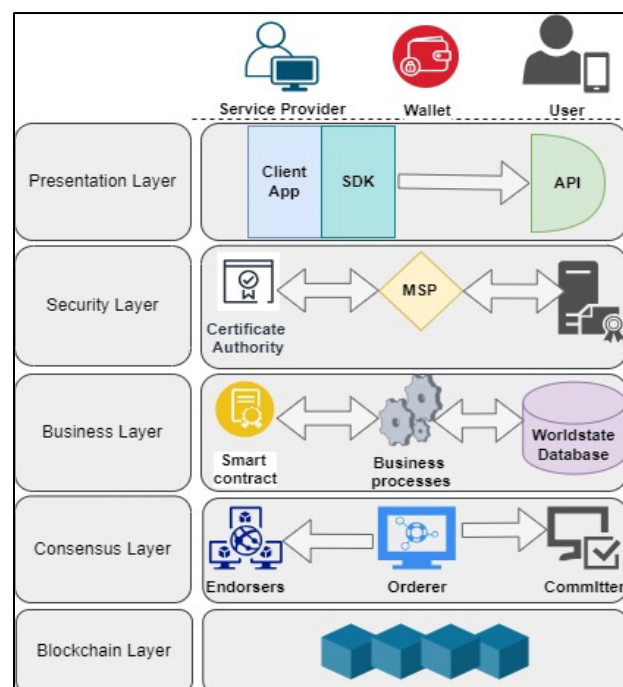 Service Provider
Wallet
User
Presentation Layer
Client
App
SDK
API
Security Layer
Certificate
Authority
MSP
Business Layer
Smart
contract
Business
processes
Worldstate
Database
Consensus Layer
Endorsers
Orderer
Committer
Blockchain Layer